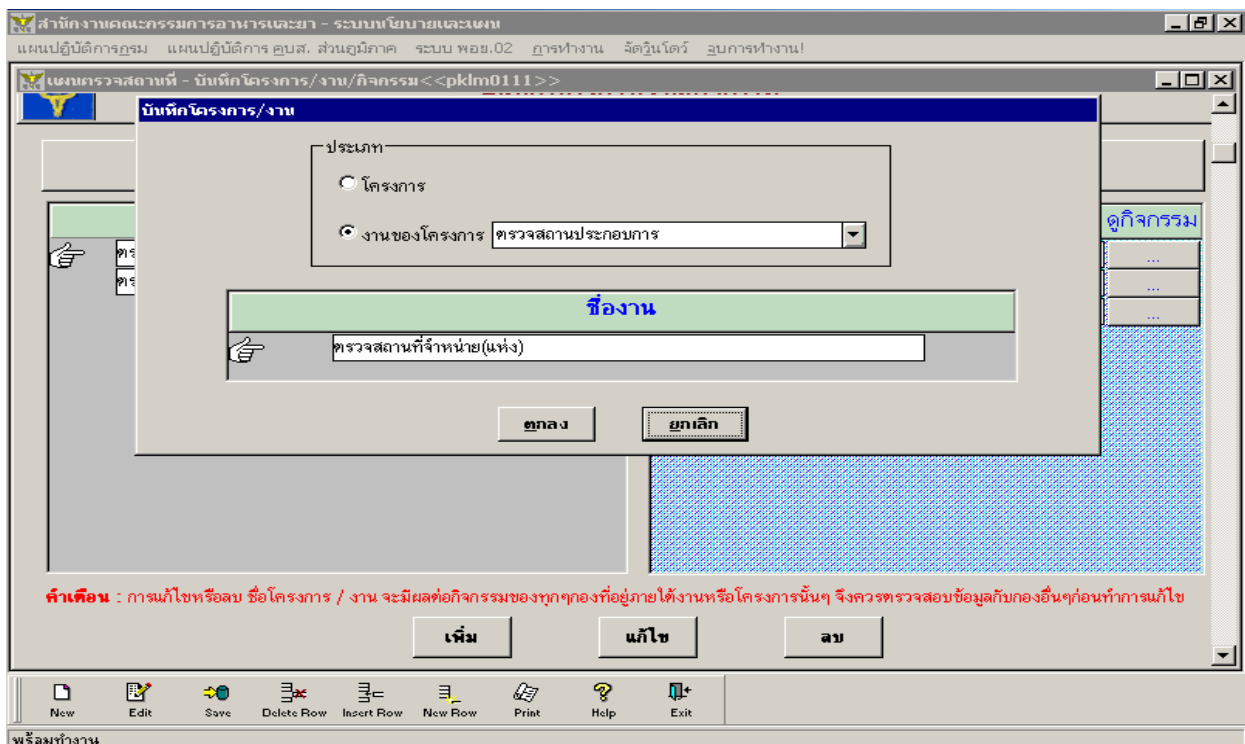 สำนักงานคณะกรรมการอาหารและยา - ระบบนโยบายและแผน
แผนปฏิบัติการกรม แผนปฏิบัติการ คบส. ส่วนภูมิภาค ระบบ พอย.02 การทำงาน จัดวินโดว์ จบการทำงาน!
แผนตรวจสถานที่ - บันทึกโครงการ/งาน/กิจกรรม<<pklm0111>>
บันทึกโครงการ/งาน
ประเภท
โครงการ
งานของโครงการ ตรวจสถานประกอบการ
ดูกิจกรรม
ตร
...
ตร
...
...
ชื่องาน
ตรวจสถานที่จำหน่าย(แห่ง)
ตกลง ยกเลิก
คำเตือน : การแก้ไขหรือลบ ชื่อโครงการ / งาน จะมีผลต่อกิจกรรมของทุกๆกองที่อยู่ภายใต้งานหรือโครงการนั้นๆ จึงควรตรวจสอบข้อมูลกับกองอื่นๆก่อนทำการแก้ไข
เพิ่ม แก้ไข ลบ
New Edit Save Delete Row Insert Row New Row Print Help Exit
พร้อมทำงาน